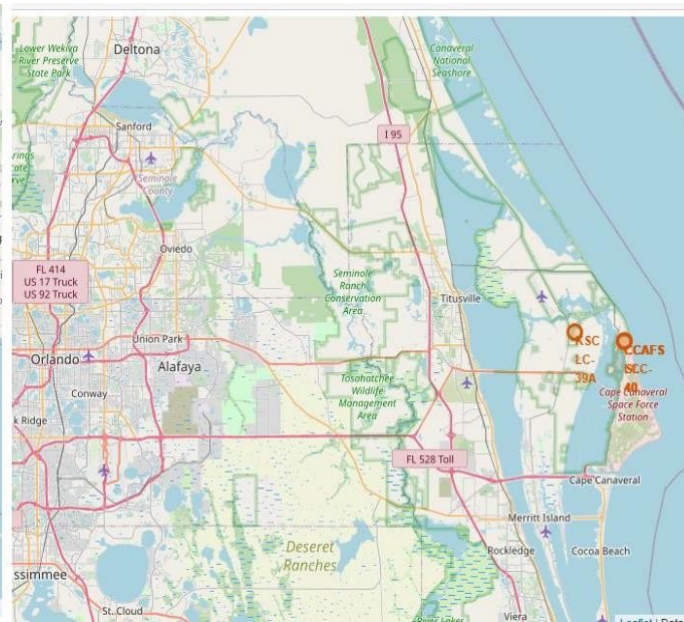 Lower Wekiva
River Preserve
State Park
Deltona
Canaveral
National
Seashore
I 95
Sanford
Seminole
County
FL 414
US 17 Truck
US 92 Truck
Oviedo
Seminole
Ranch
Conservation
Area
Titusville
Union Park
Orlando
Alafaya
KSC
LC-
39A
CCAFS
40
Tosohatchee
Wildlife
Management
Area
Cape Canaveral
Space Force
Station
Conway
k Ridge
FL 528 Toll
Cape Canaveral
Merritt Island
Deseret
Ranches
Rockledge
Cocoa Beach
ssimmee
St. Cloud
Viera